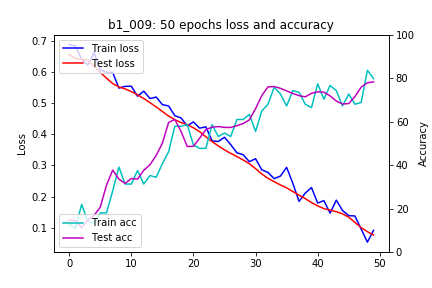 b1_009: 50 epochs loss and accuracy
0.7
0.6
0.5
0.4
0.3
0.2
0.1
Loss
Train loss
Test loss
Train acc
Test acc
100
80
60
40
20
0
Accuracy
0 10 20 30 40 50